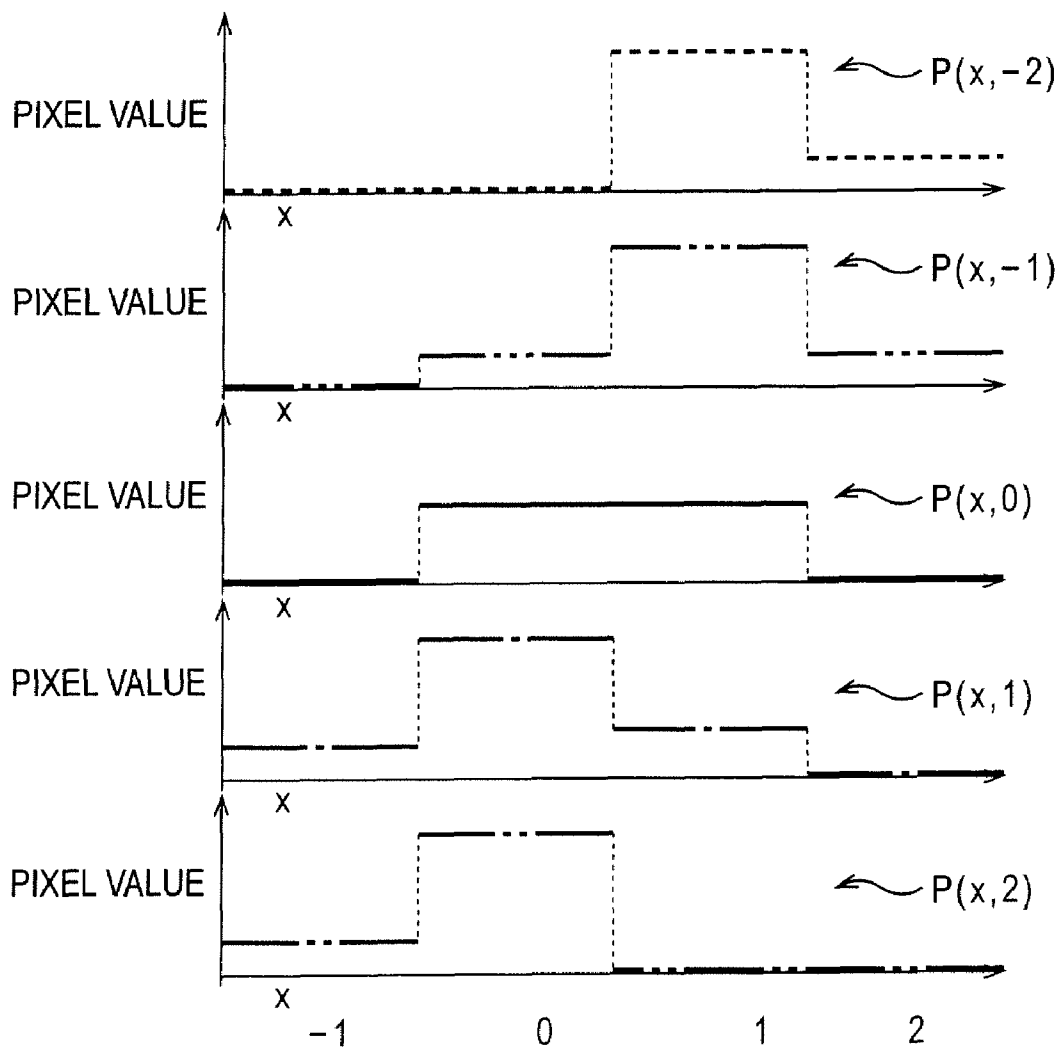 PIXEL VALUE
P(x,-2)
x
PIXEL VALUE
P(x,-1)
x
PIXEL VALUE
P(x,0)
x
PIXEL VALUE
P(x,1)
x
PIXEL VALUE
P(x,2)
x
-1 0 1 2